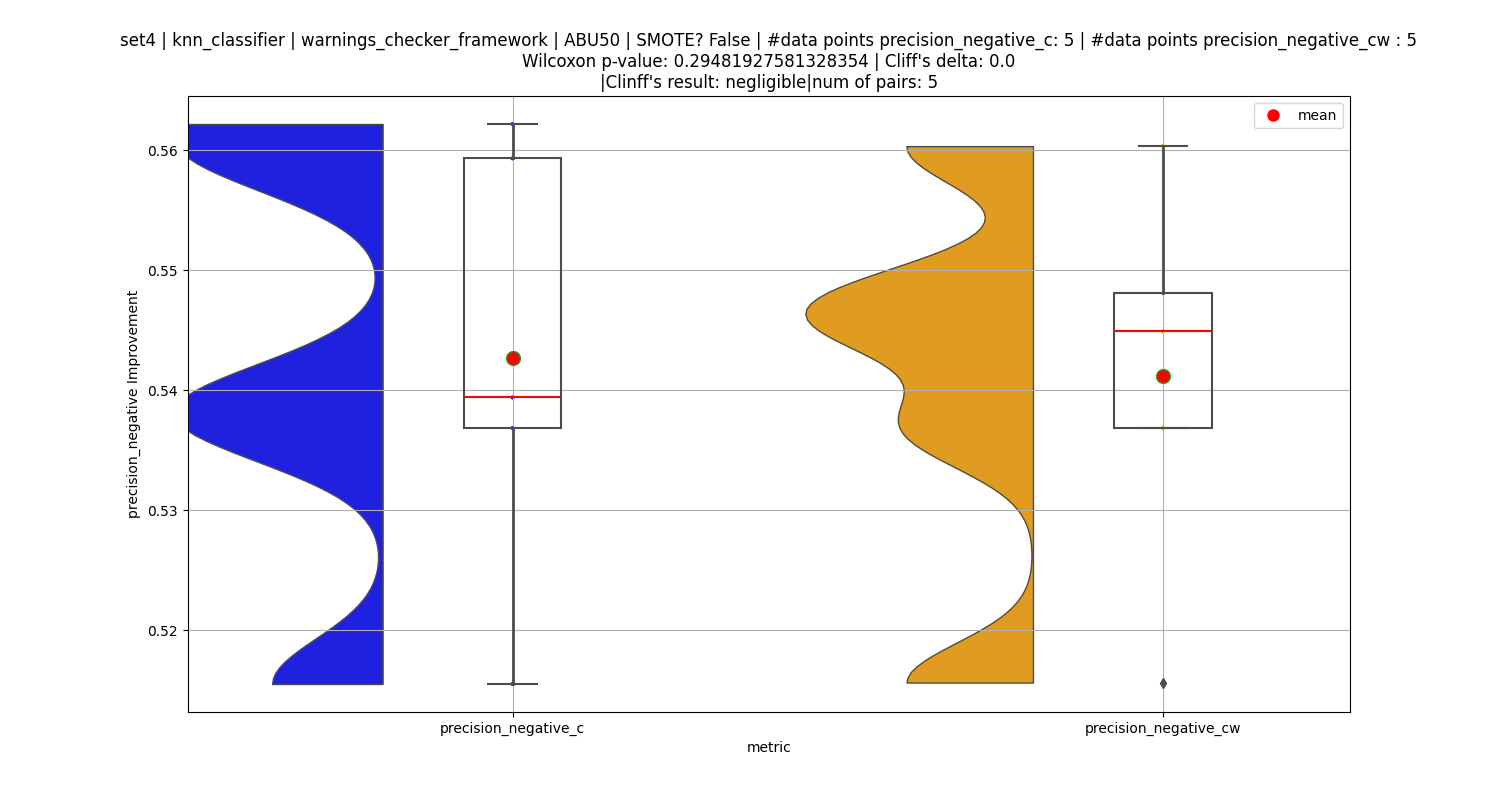 set4 | knn_classifier | warnings_checker_framework | ABU50 | SMOTE? False | #data points precision_negative_c: 5 | #data points precision_negative_cw : 5
Wilcoxon p-value: 0.29481927581328354 | Cliff's delta: 0.0
|Clinff's result: negligible|num of pairs: 5
mean
0.56
0.55
0.54
0.53
0.52
precision_negative Improvement
precision_negative_c
precision_negative_cw
metric